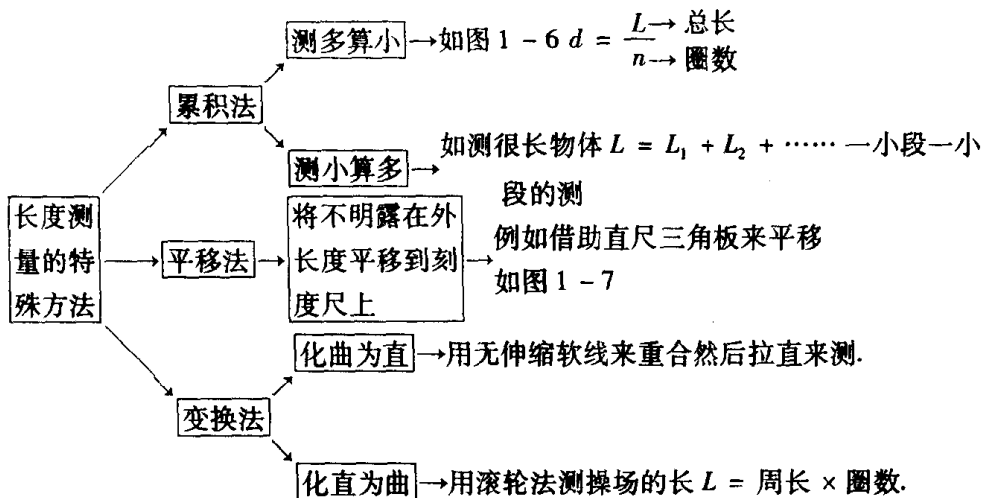 测多算小→如图 1 - 6 d = L→ 总长
n→ 圈数
累积法
如测很长物体 L = L₁ + L₂ + …… 一小段一小
测小算多→
段的测
长度测
量的特
殊方法
平移法
将不明露在外
长度平移到刻
度尺上
例如借助直尺三角板来平移
如图 1 - 7
化曲为直→用无伸缩软线来重合然后拉直来测.
变换法
化直为曲→用滚轮法测操场的长 L = 周长 × 圈数.